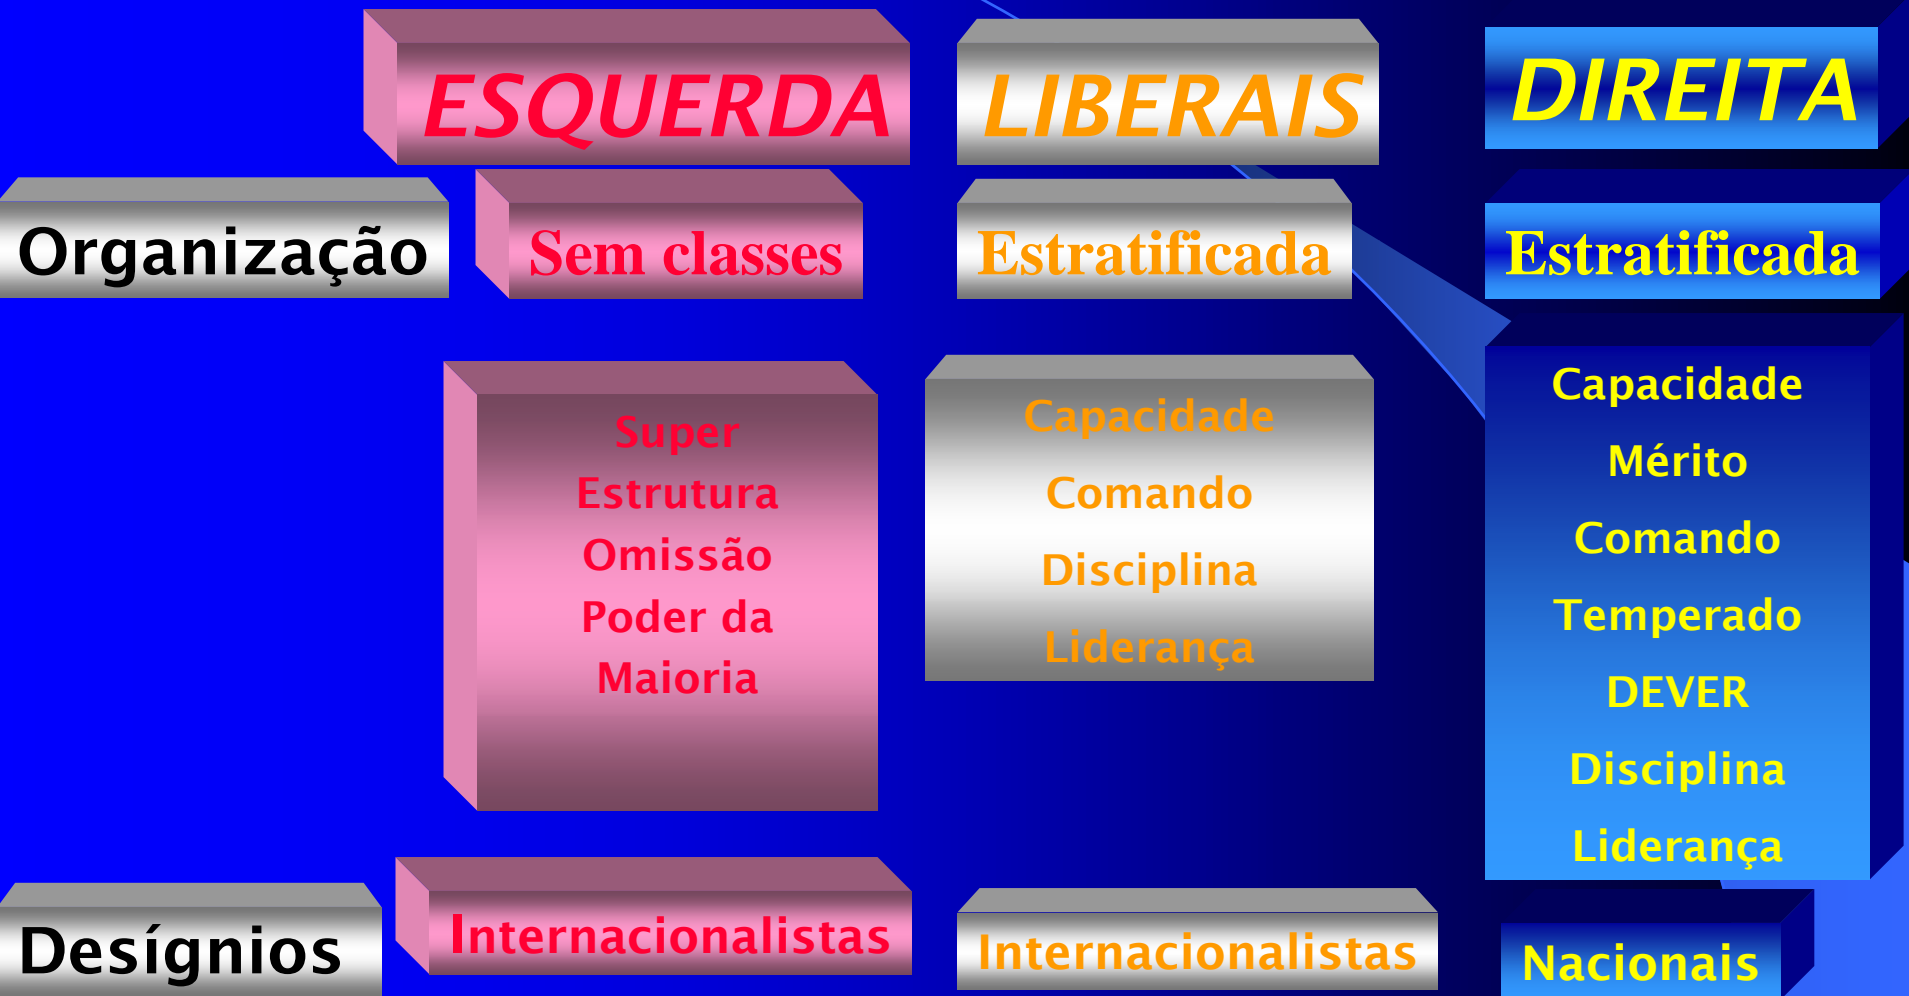 ESQUERDA
LIBERAIS
DIREITA
Organização
Sem classes
Estratificada
Estratificada
Super
Estrutura
Omissão
Poder da
Maioria
Capacidade
Comando
Disciplina
Liderança
Capacidade
Mérito
Comando
Temperado
DEVER
Disciplina
Liderança
Desígnios
Internacionalistas
Internacionalistas
Nacionais